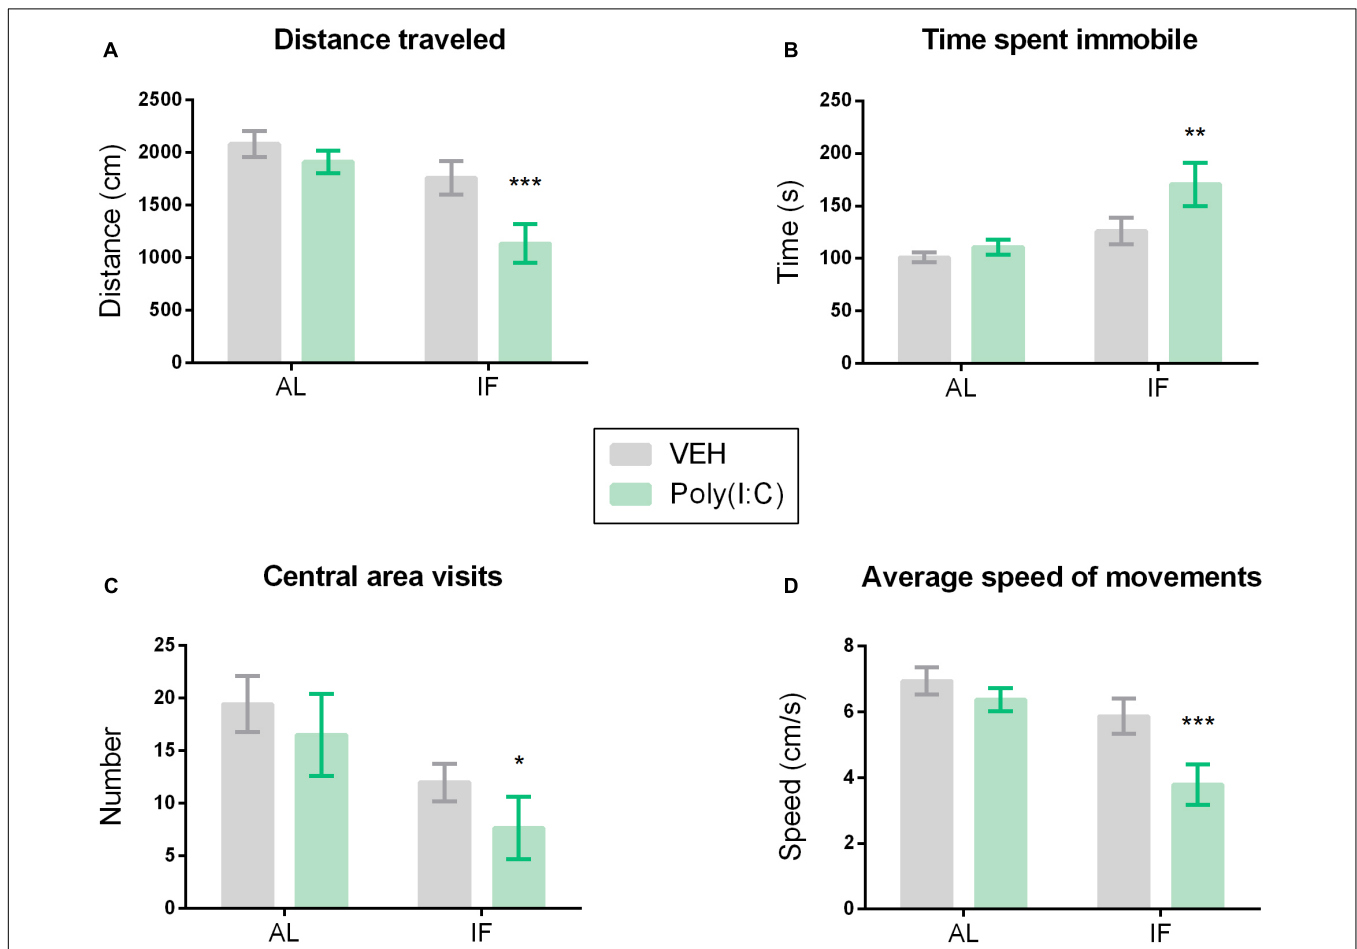 A
Distance traveled
Distance (cm)
2500
2000
1500
1000
500
0
***
AL
IF
B
Time spent immobile
Time (s)
250
200
150
100
50
0
**
AL
IF
VEH
Poly(I:C)
C
Central area visits
Number
25
20
15
10
5
0
*
AL
IF
D
Average speed of movements
Speed (cm/s)
8
6
4
2
0
***
AL
IF